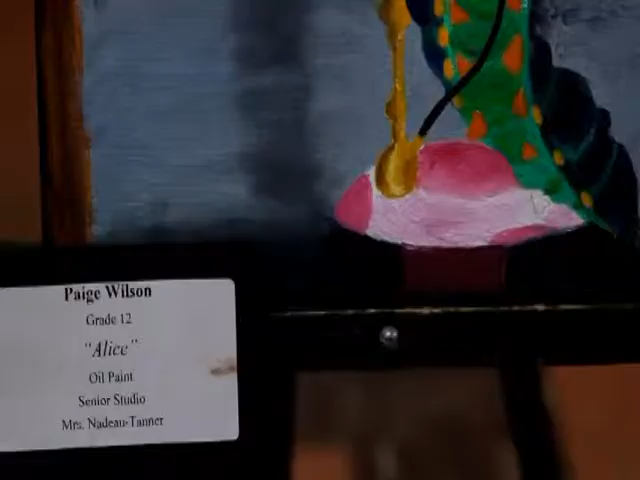 Paige Wilson
Grade 12
"Alice"
Oil Paint
Senior Studio
Mrs. Nadeau-Tanner